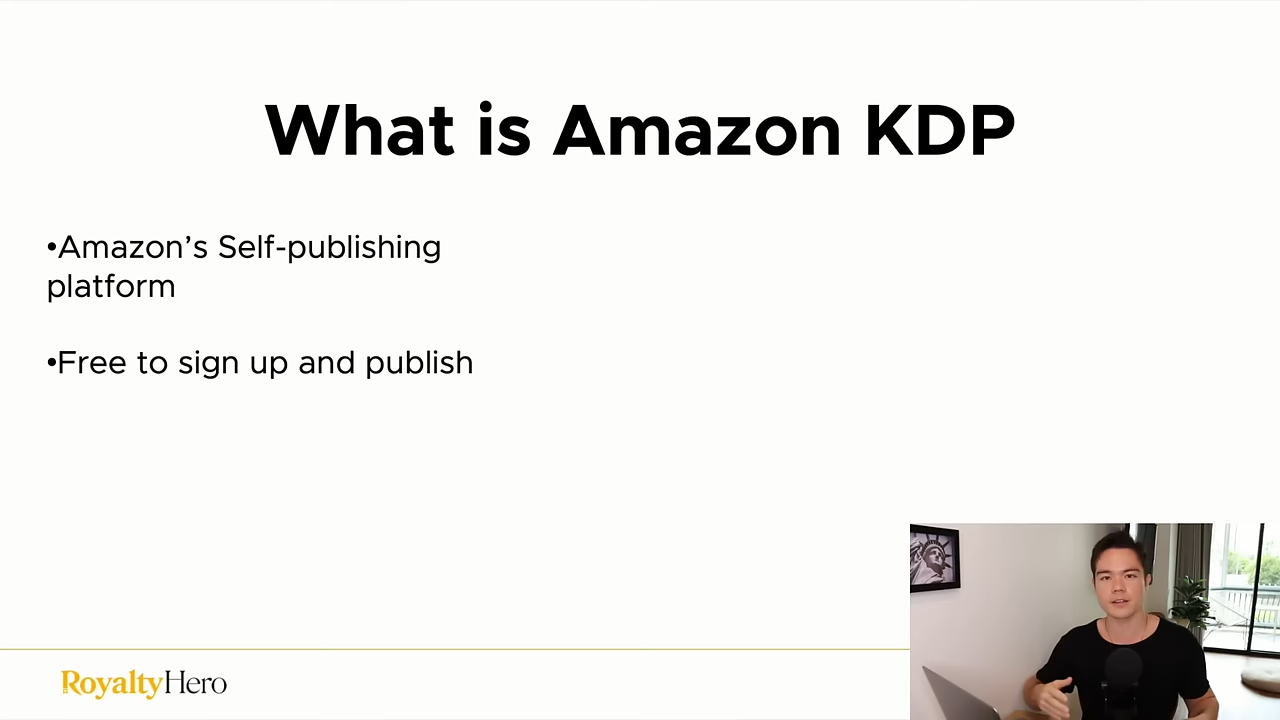 What is Amazon KDP
•Amazon’s Self-publishing
platform
•Free to sign up and publish
RoyaltyHero